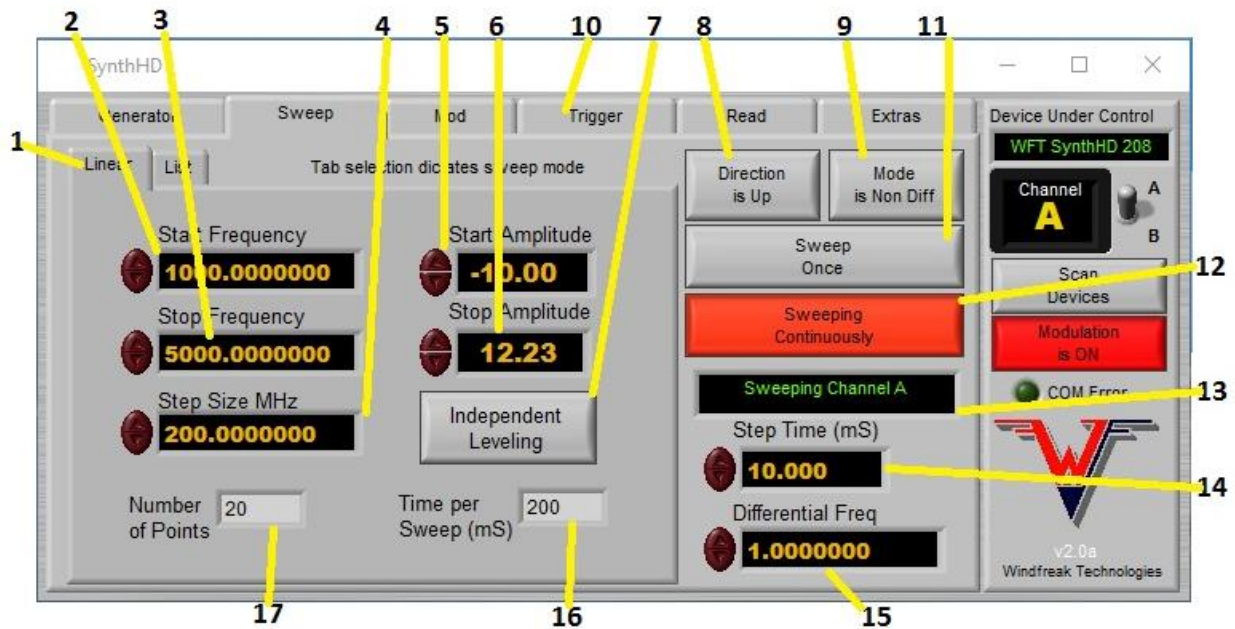 2 3 4 5 6 10 7 8 9 11
SynthHD
Generator Sweep Mod Trigger Read Extras
Device Under Control
WFT SynthHD 208
1
Linear List Tab selection dictates sweep mode
Direction
is Up
Mode
is Non Diff
Channel
A
A
B
Start Frequency
1000.0000000
Start Amplitude
-10.00
Sweep
Once
Scan
Devices
12
Stop Frequency
5000.0000000
Stop Amplitude
12.23
Sweeping
Continuously
Modulation
is ON
Step Size MHz
200.0000000
Independent
Leveling
Sweeping Channel A
COM Error
13
Step Time (mS)
10.000
14
Number
of Points
20
Time per
Sweep (mS)
200
Differential Freq
1.0000000
W
v2.0a
Windfreak Technologies
17 16 15